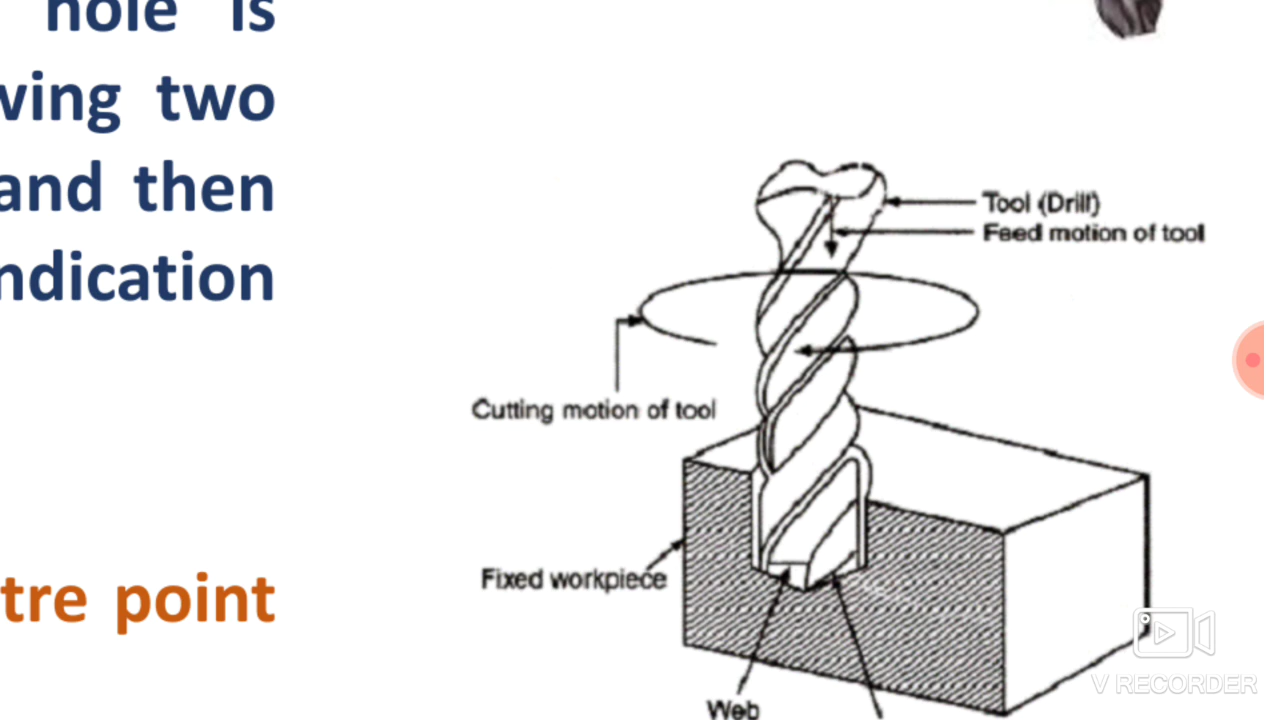 hole is
wing two
and then
ndication
tre point
Tool (Drill)
Feed motion of tool
Cutting motion of tool
Fixed workpiece
Web
V RECORDER